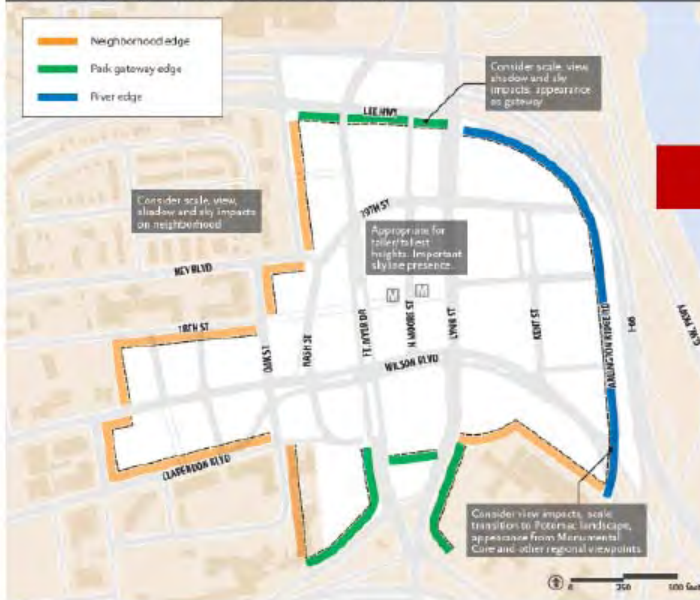 Neighborhood edge
Park gateway edge
River edge
Consider scale, view
shadow and sky
impacts, appearance
as gateway
LEE HWY
Consider scale, view,
shadow and sky impacts
on neighborhood
19TH ST
Appropriate for
taller/tallest
heights. Important
skyline presence.
KEY BLVD
M
M
18TH ST
OAK ST
NASH ST
FT. MYER DR
N MOORE ST
LYNN ST
KENT ST
ARLINGTON RIDGE RD
I-66
WILSON BLVD
CLARENDON BLVD
Consider view impacts, scale
transition to Potomac landscape,
appearance from Monumental
Core and other regional viewpoints
0
250
500 feet